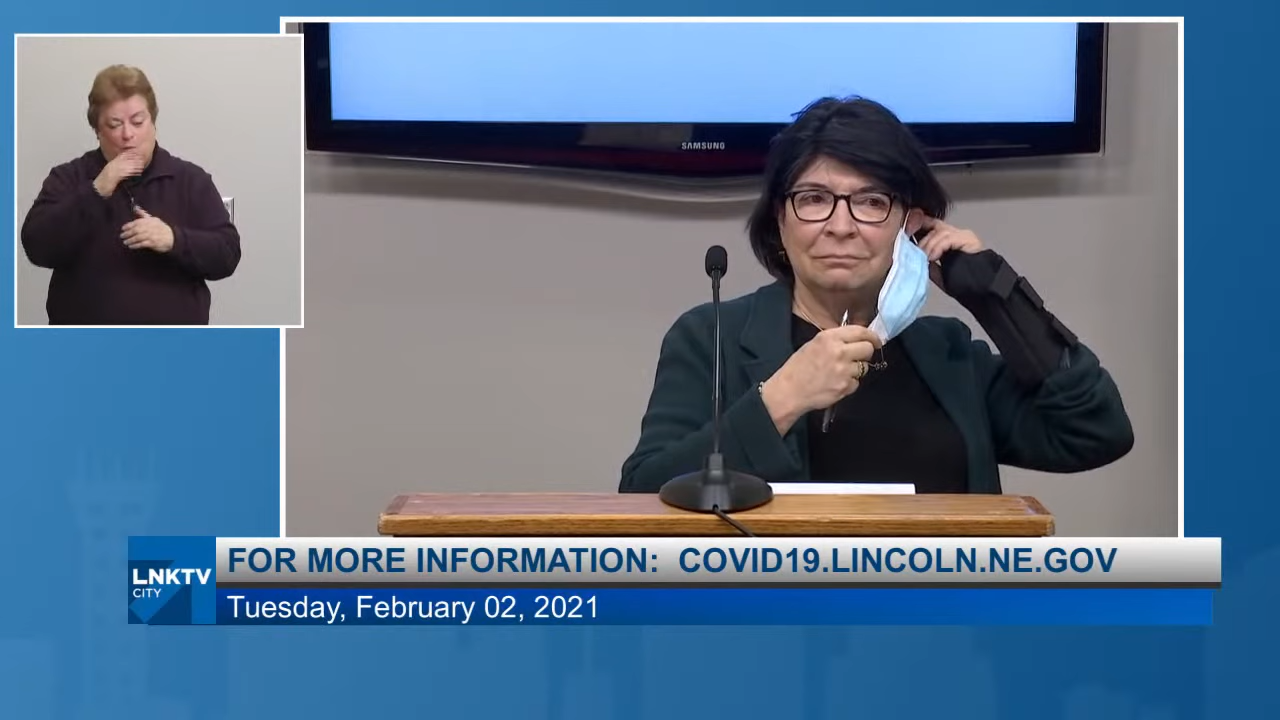 SAMSUNG
FOR MORE INFORMATION: COVID19.LINCOLN.NE.GOV
LNKTV
CITY
Tuesday, February 02, 2021